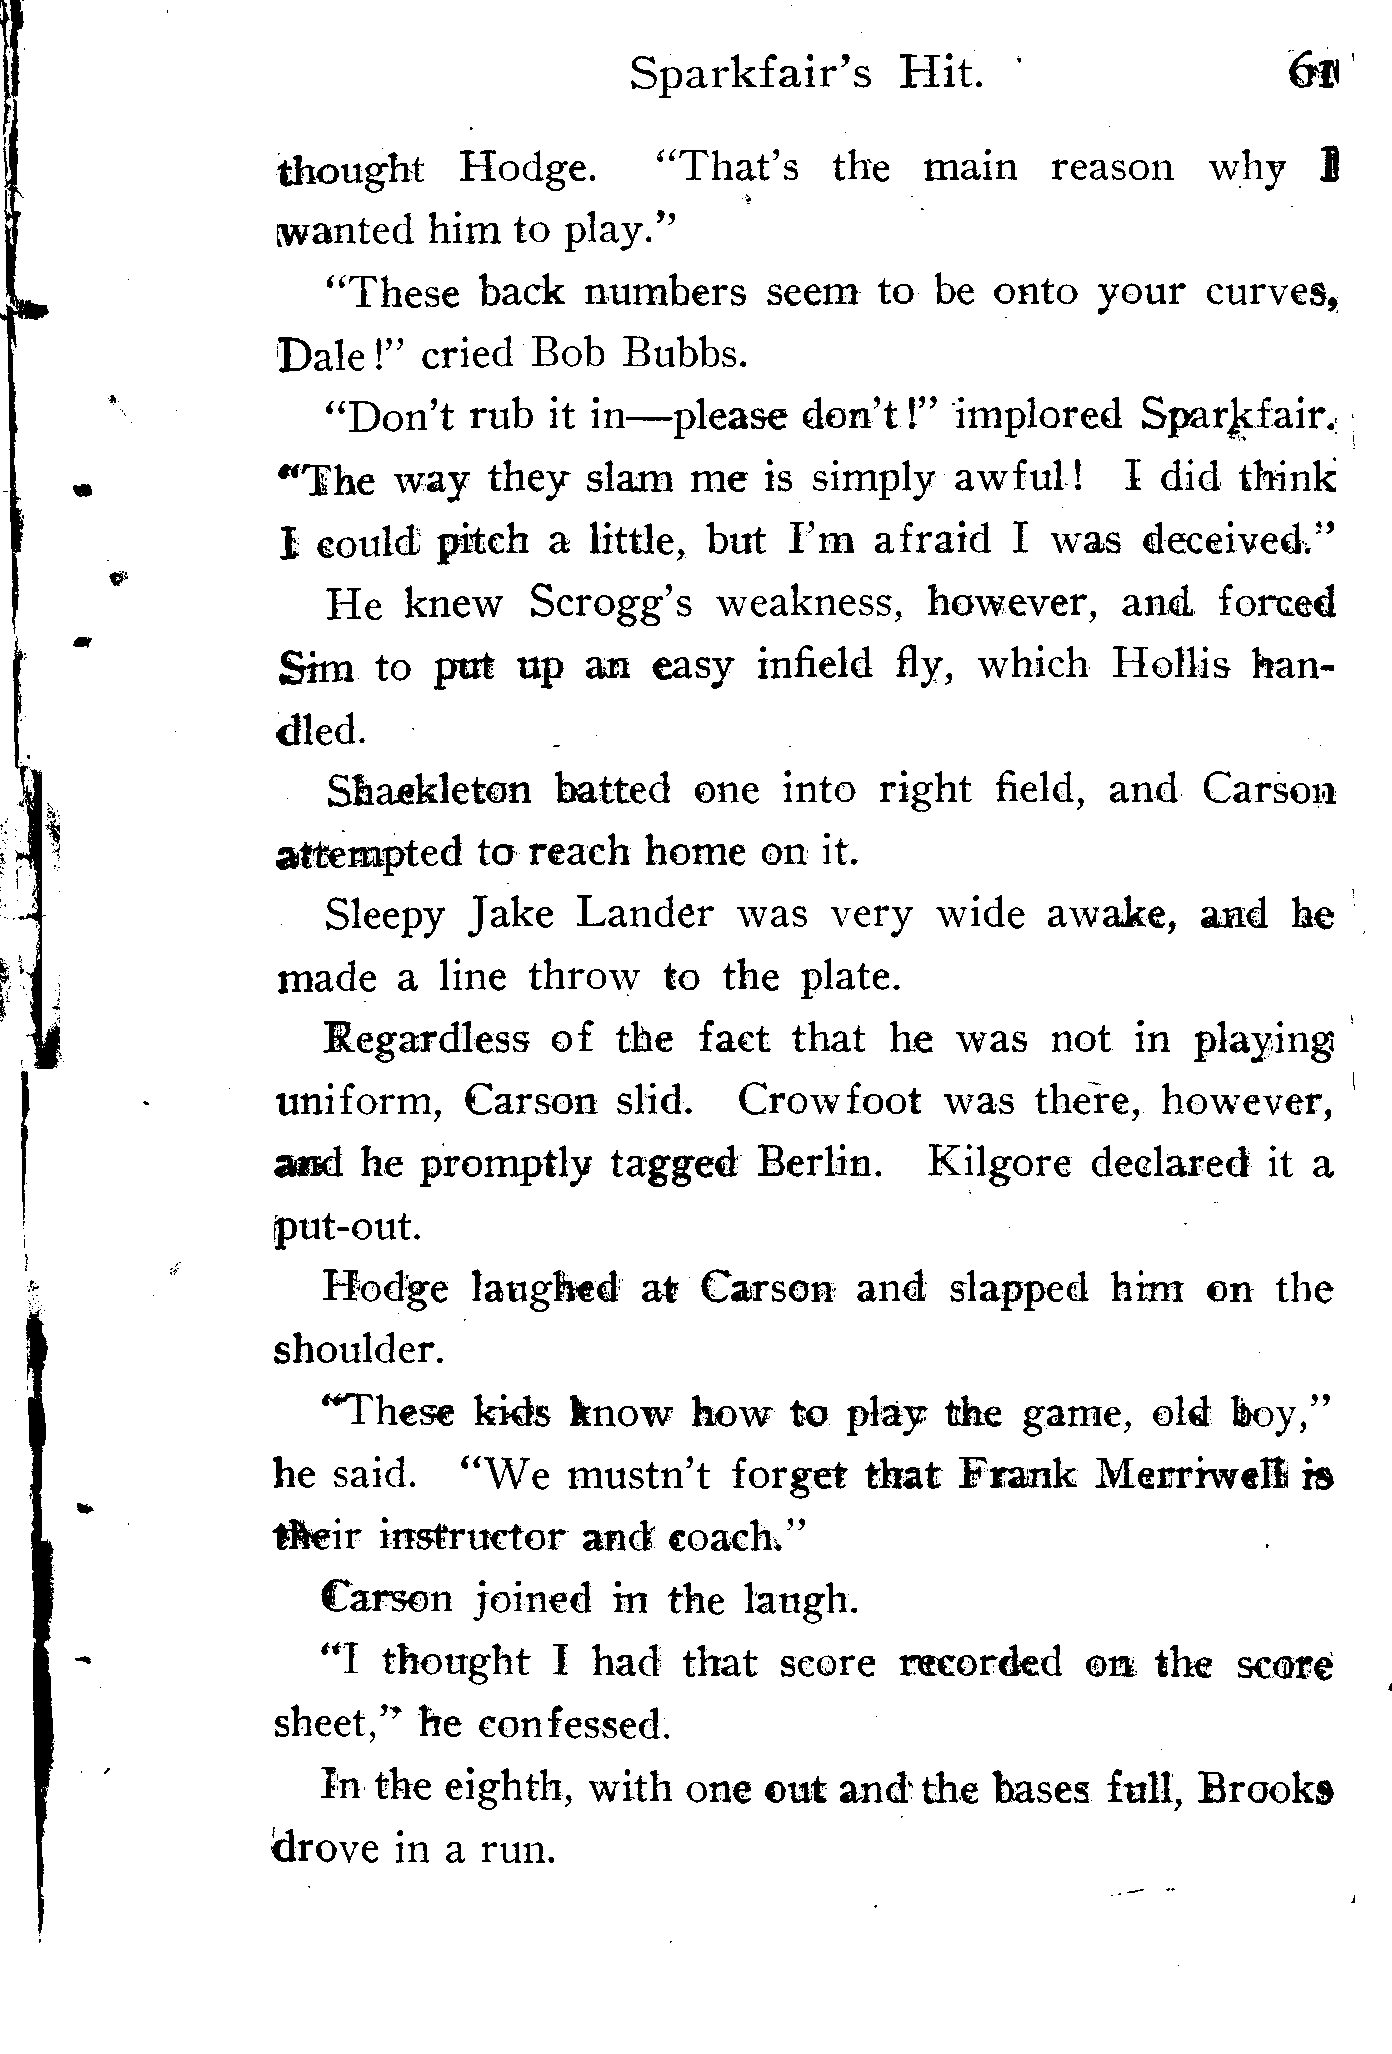 Sparkfair's Hit. 61
thought Hodge. "That's the main reason why I
wanted him to play."
"These back numbers seem to be onto your curves,
Dale!" cried Bob Bubbs.
"Don't rub it in—please don't!" implored Sparkfair.
"The way they slam me is simply awful! I did think
I could pitch a little, but I'm afraid I was deceived."
He knew Scrogg's weakness, however, and forced
Sim to put up an easy infield fly, which Hollis han-
dled.
Shackleton batted one into right field, and Carson
attempted to reach home on it.
Sleepy Jake Lander was very wide awake, and he
made a line throw to the plate.
Regardless of the fact that he was not in playing
uniform, Carson slid. Crowfoot was there, however,
and he promptly tagged Berlin. Kilgore declared it a
put-out.
Hodge laughed at Carson and slapped him on the
shoulder.
"These kids know how to play the game, old boy,"
he said. "We mustn't forget that Frank Merriwell is
their instructor and coach."
Carson joined in the laugh.
"I thought I had that score recorded on the score
sheet," he confessed.
In the eighth, with one out and the bases full, Brooks
drove in a run.